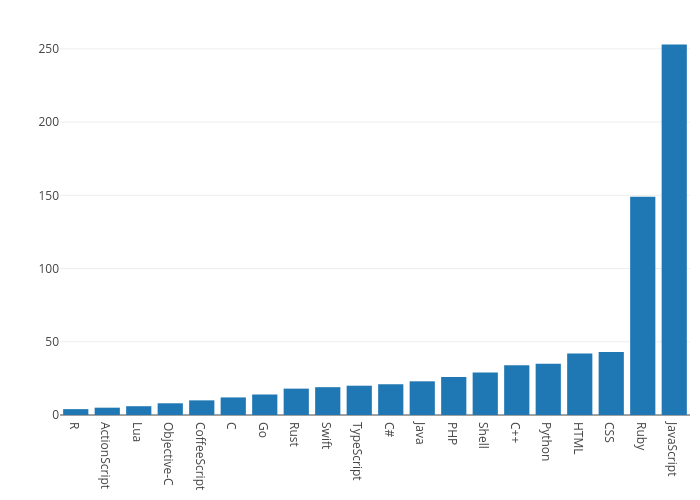 250
200
150
100
50
0
R
ActionScript
Lua
Objective-C
CoffeeScript
C
Go
Rust
Swift
TypeScript
C#
Java
PHP
Shell
C++
Python
HTML
CSS
Ruby
JavaScript